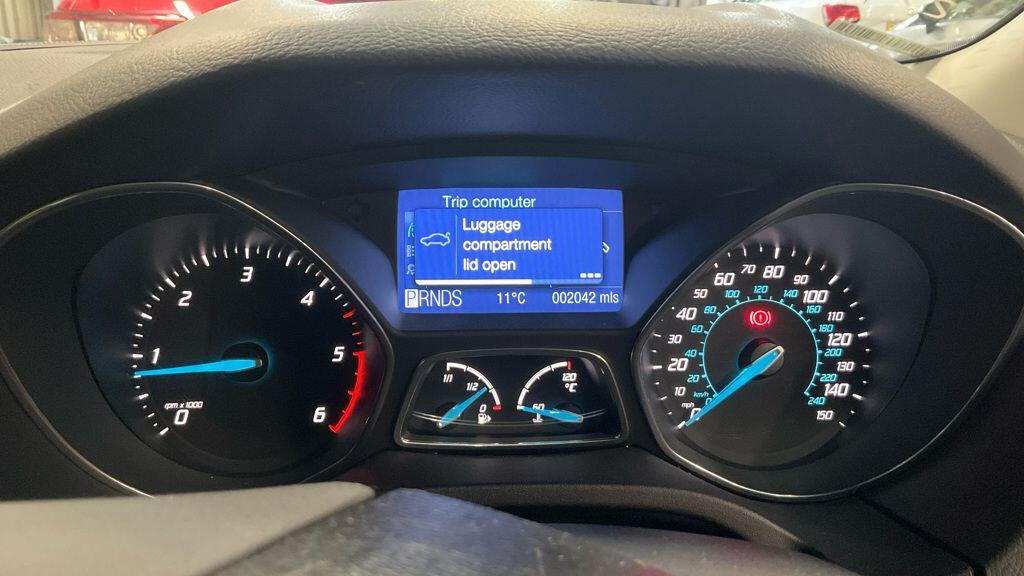 Trip computer
Luggage
compartment
lid open
PRNDS 11°C 002042 mls
0 1 2 3 4 5 6
rpm x 1000
1/1 1/2 0
60 120 °C
0 10 20 30 40 50 60 70 80 90 100 110 120 130 140 150
mph
0 20 40 60 80 100 120 140 160 180 200 220 240
km/h